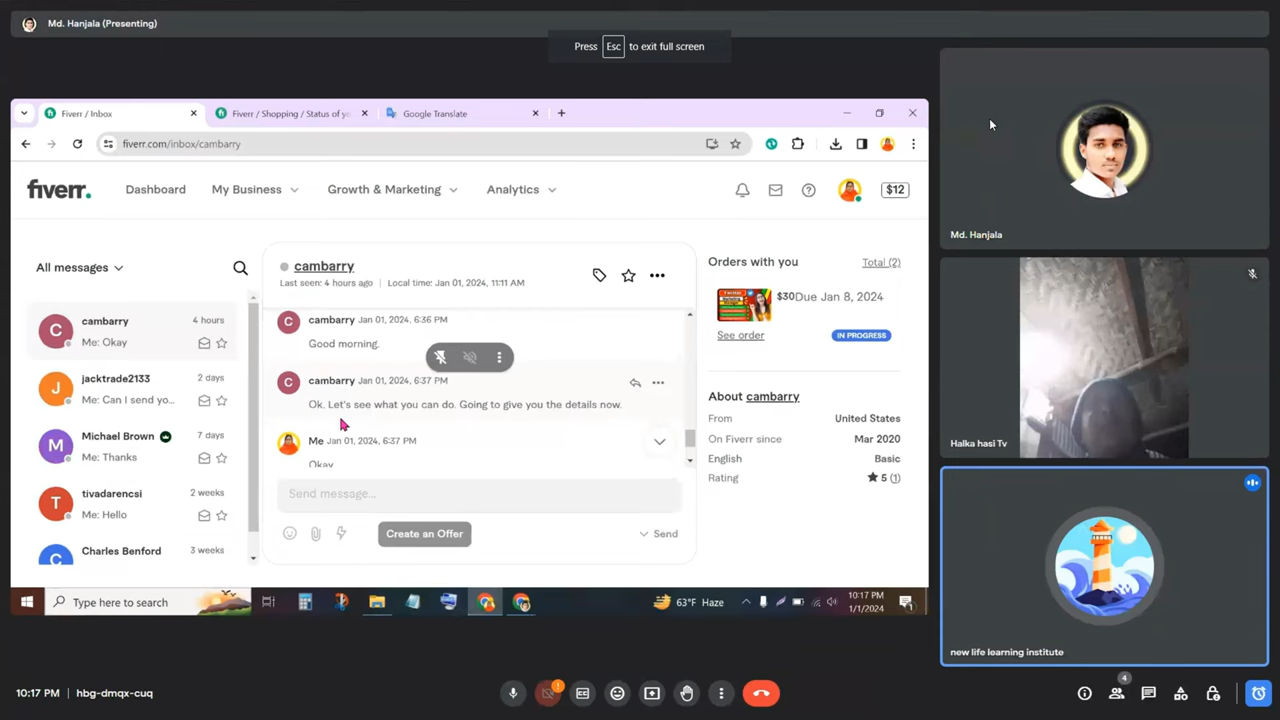 Md. Hanjala (Presenting)
Press Esc to exit full screen
Fiverr / Inbox
Fiverr / Shopping / Status of yo
Google Translate
fiverr.com/inbox/cambarry
fiverr.
Dashboard
My Business
Growth & Marketing
Analytics
$12
All messages
cambarry
4 hours
Me: Okay
jacktrade2133
2 days
Me: Can I send yo...
Michael Brown
7 days
Me: Thanks
tivadarencsi
2 weeks
Me: Hello
Charles Benford
3 weeks
cambarry
Last seen: 4 hours ago
Local time: Jan 01, 2024, 11:11 AM
C
cambarry Jan 01, 2024, 6:36 PM
Good morning.
C
cambarry Jan 01, 2024, 6:37 PM
Ok. Let's see what you can do. Going to give you the details now.
Me Jan 01, 2024, 6:37 PM
Okay
Send message...
Create an Offer
Send
Orders with you
Total (2)
$30 Due Jan 8, 2024
See order
IN PROGRESS
About cambarry
From
United States
On Fiverr since
Mar 2020
English
Basic
Rating
5 (1)
Type here to search
63°F Haze
10:17 PM
1/1/2024
Md. Hanjala
Halka hasi Tv
new life learning institute
10:17 PM
hbg-dmqx-cuq
4